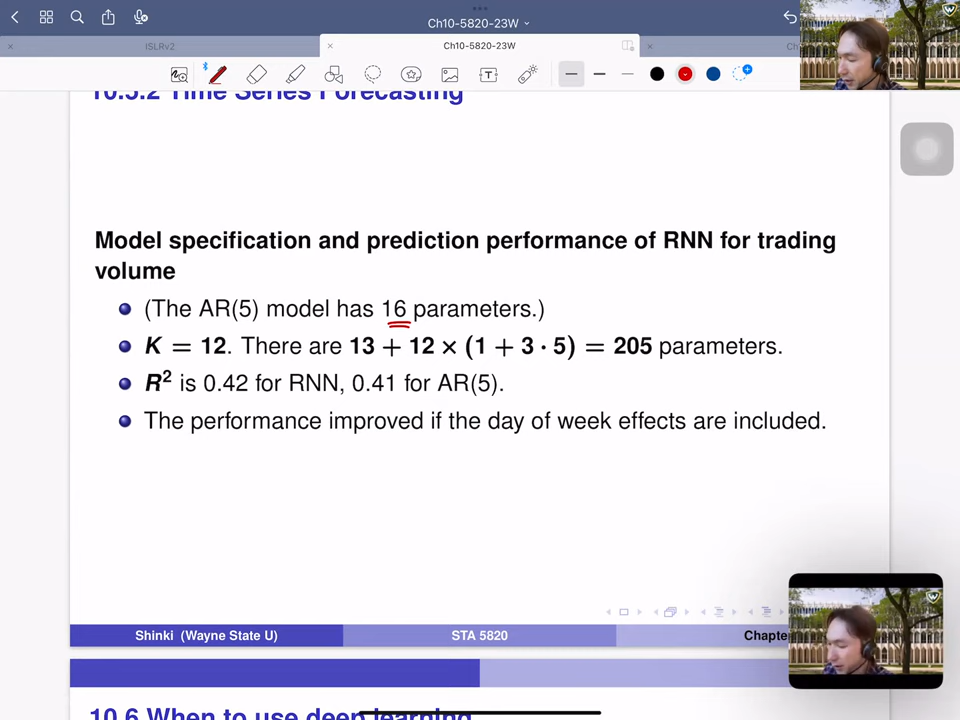 Ch10-5820-23W
ISLRv2
Ch10-5820-23W
Ch
10.5.2 Time Series Forecasting
Model specification and prediction performance of RNN for trading
volume
(The AR(5) model has 16 parameters.)
K = 12. There are 13 + 12 × (1 + 3 · 5) = 205 parameters.
R² is 0.42 for RNN, 0.41 for AR(5).
The performance improved if the day of week effects are included.
Shinki (Wayne State U)
STA 5820
Chapte
10.6 When to use deep learning